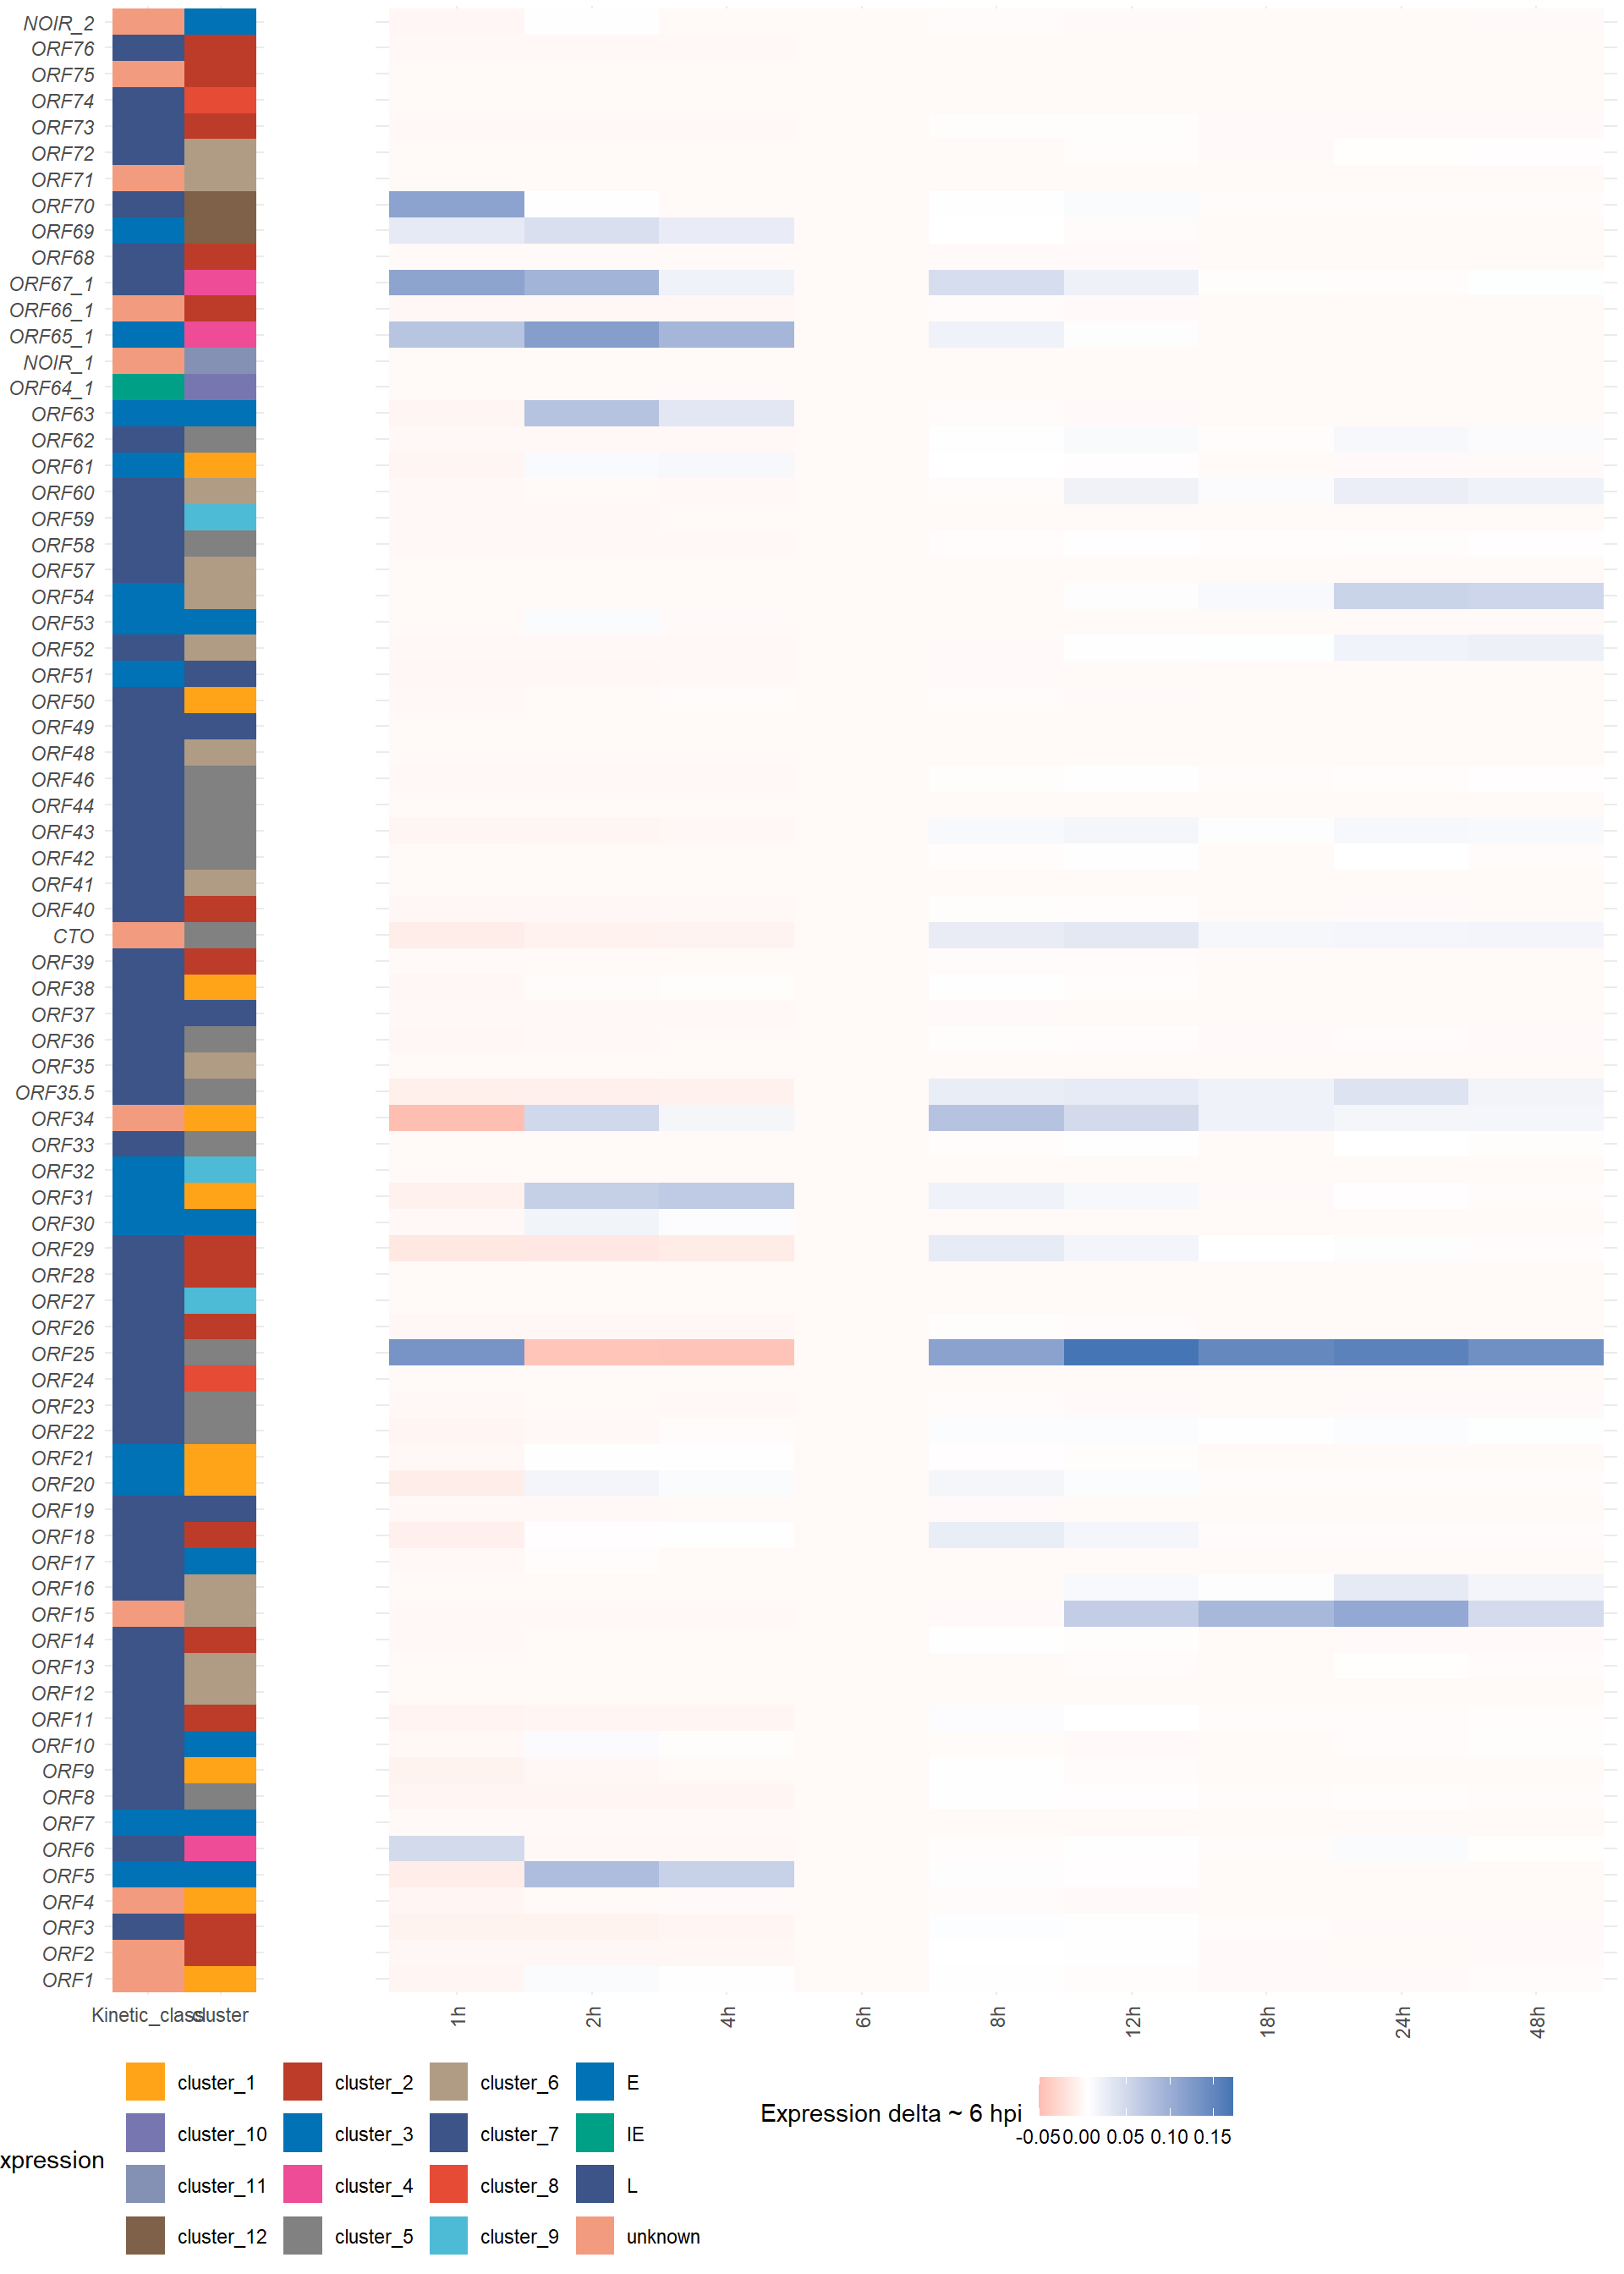 NOIR_2
ORF76
ORF75
ORF74
ORF73
ORF72
ORF71
ORF70
ORF69
ORF68
ORF67_1
ORF66_1
ORF65_1
NOIR_1
ORF64_1
ORF63
ORF62
ORF61
ORF60
ORF59
ORF58
ORF57
ORF54
ORF53
ORF52
ORF51
ORF50
ORF49
ORF48
ORF46
ORF44
ORF43
ORF42
ORF41
ORF40
CTO
ORF39
ORF38
ORF37
ORF36
ORF35
ORF35.5
ORF34
ORF33
ORF32
ORF31
ORF30
ORF29
ORF28
ORF27
ORF26
ORF25
ORF24
ORF23
ORF22
ORF21
ORF20
ORF19
ORF18
ORF17
ORF16
ORF15
ORF14
ORF13
ORF12
ORF11
ORF10
ORF9
ORF8
ORF7
ORF6
ORF5
ORF4
ORF3
ORF2
ORF1
Kinetic_class cluster
1h 2h 4h 6h 8h 12h 18h 24h 48h
xpression
cluster_1 cluster_2 cluster_6 E
cluster_10 cluster_3 cluster_7 IE
cluster_11 cluster_4 cluster_8 L
cluster_12 cluster_5 cluster_9 unknown
Expression delta ~ 6 hpi
-0.05 0.00 0.05 0.10 0.15